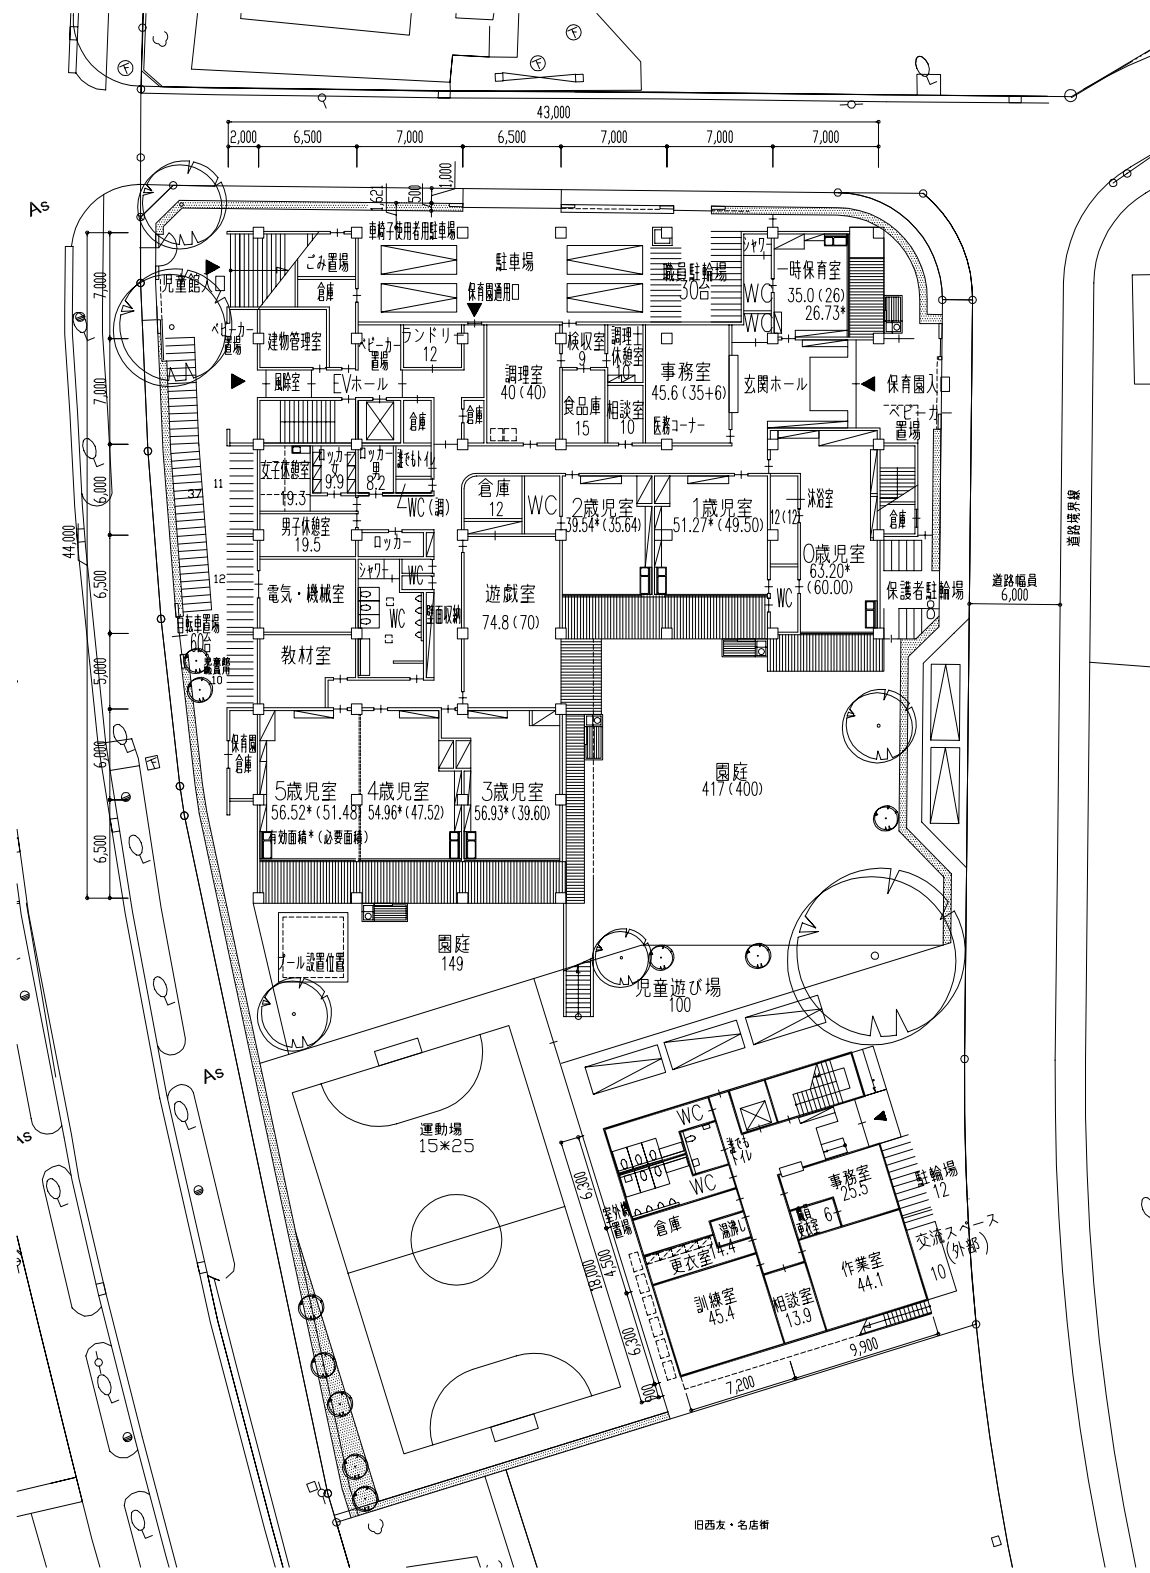 43,000
2,000
6,500
7,000
6,500
7,000
7,000
7,000
1,000
500
1,621
As
車椅子使用者用駐車場
ごみ置場
倉庫
駐車場
保育園通用口
職員駐輪場
30台
シャワー
一時保育室
35.0(26)
26.73*
WC
WC
児童館入口
ベビーカー
置場
建物管理室
ベビーカー
置場
ランドリー
12
検収室
9
調理士
休憩室
10
事務室
45.6(35+6)
医務コーナー
玄関ホール
保育園入口
ベビーカー
置場
7,000
7,000
風除室
EVホール
調理室
40(40)
倉庫
倉庫
食品庫
15
相談室
10
女子休憩室
19.3
ロッカー
女
9.9
ロッカー
男
8.2
誰でもトイレ
WC(調)
倉庫
12
WC
2歳児室
39.54*(35.64)
1歳児室
51.27*(49.50)
沐浴室
12(12
倉庫
11
37
12
6,000
44,000
男子休憩室
19.5
ロッカー
シャワー
WC
WC
電気・機械室
壁面収納
遊戯室
74.8(70)
0歳児室
63.20*
(60.00)
WC
保護者駐輪場
8
道路境界線
道路幅員
6,000
6,500
自転車置場
60台
10
教材室
5,000
6,000
6,500
保育園
倉庫
5歳児室
56.52*(51.48)
有効面積*(必要面積)
4歳児室
54.96*(47.52)
3歳児室
56.93*(39.60)
園庭
417(400)
プール設置位置
園庭
149
児童遊び場
100
As
As
運動場
15*25
6,300
4,500
18,000
6,300
900
室外機
置場
WC
WC
誰でも
トイレ
倉庫
湯沸し
更衣室
4.4
職員
更衣室
6
事務室
25.5
駐輪場
12
交流スペース
(外部)
10
作業室
44.1
訓練室
45.4
相談室
13.9
7,200
9,900
旧西友・名店街